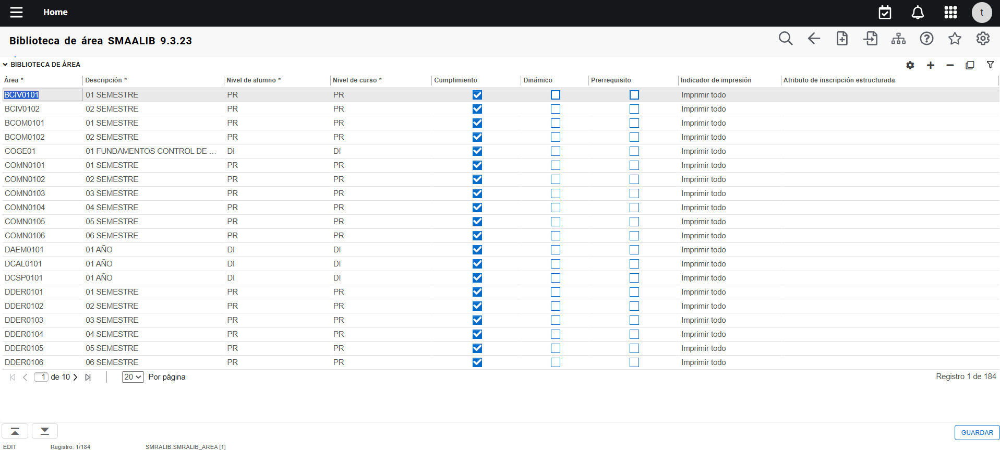 Home
t
Biblioteca de área SMAALIB 9.3.23
BIBLIOTECA DE ÁREA
Área * Descripción * Nivel de alumno * Nivel de curso * Cumplimiento Dinámico Prerrequisito Indicador de impresión Atributo de inscripción estructurada
BCIV0101 01 SEMESTRE PR PR Imprimir todo
BCIV0102 02 SEMESTRE PR PR Imprimir todo
BCOM0101 01 SEMESTRE PR PR Imprimir todo
BCOM0102 02 SEMESTRE PR PR Imprimir todo
COGE01 01 FUNDAMENTOS CONTROL DE ... DI DI Imprimir todo
COMN0101 01 SEMESTRE PR PR Imprimir todo
COMN0102 02 SEMESTRE PR PR Imprimir todo
COMN0103 03 SEMESTRE PR PR Imprimir todo
COMN0104 04 SEMESTRE PR PR Imprimir todo
COMN0105 05 SEMESTRE PR PR Imprimir todo
COMN0106 06 SEMESTRE PR PR Imprimir todo
DAEM0101 01 AÑO DI DI Imprimir todo
DCAL0101 01 AÑO DI DI Imprimir todo
DCSP0101 01 AÑO DI DI Imprimir todo
DDER0101 01 SEMESTRE PR PR Imprimir todo
DDER0102 02 SEMESTRE PR PR Imprimir todo
DDER0103 03 SEMESTRE PR PR Imprimir todo
DDER0104 04 SEMESTRE PR PR Imprimir todo
DDER0105 05 SEMESTRE PR PR Imprimir todo
DDER0106 06 SEMESTRE PR PR Imprimir todo
1 de 10 20 Por página Registro 1 de 184
GUARDAR
EDIT Registro: 1/184 SMRALIB.SMRALIB_AREA [1]